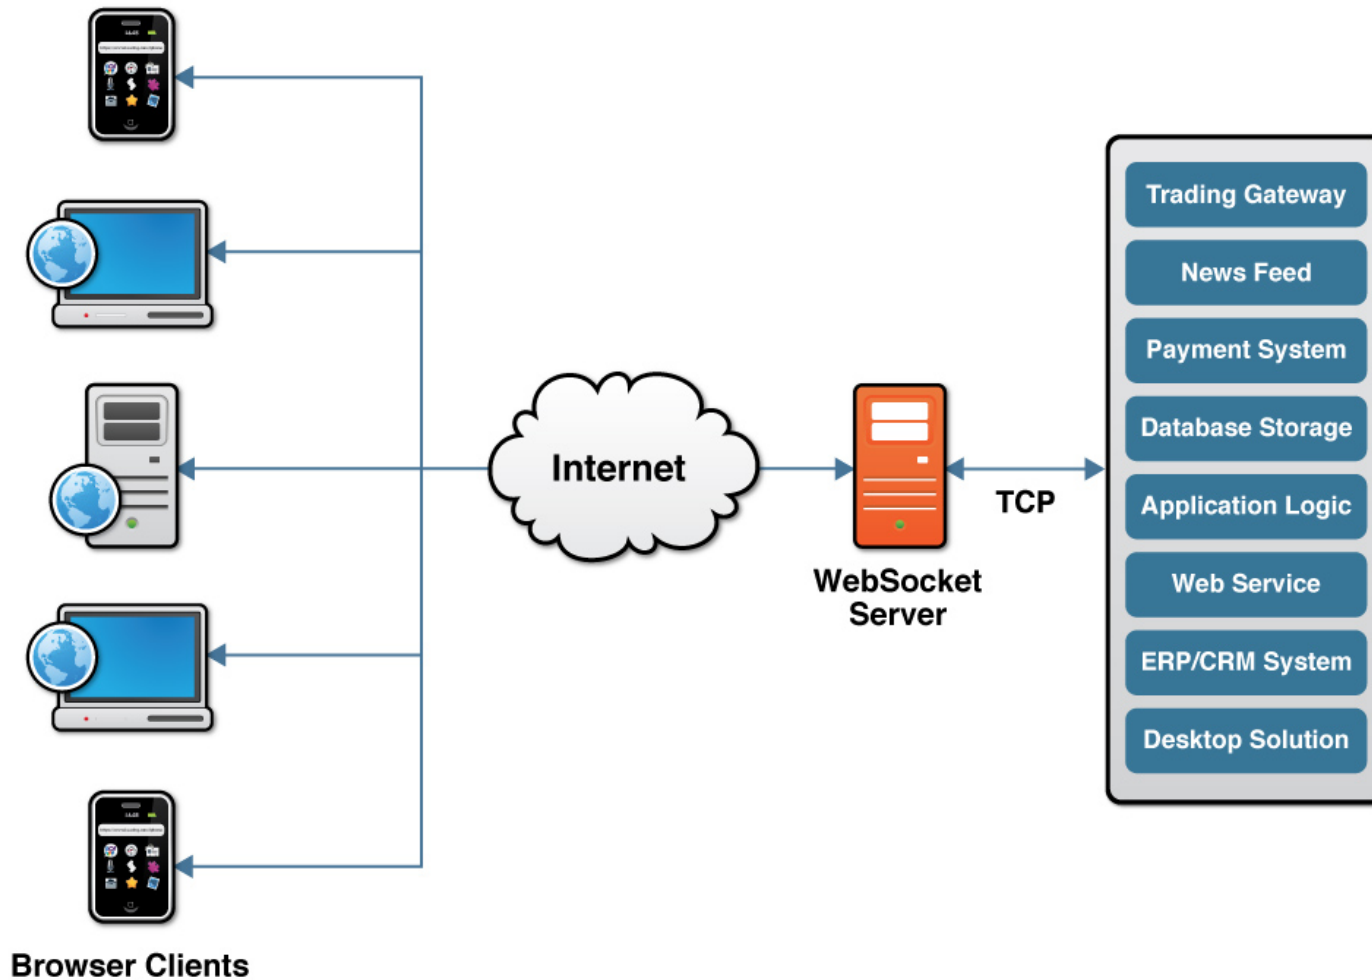 Trading Gateway
News Feed
Payment System
Database Storage
Application Logic
Web Service
ERP/CRM System
Desktop Solution
Internet
TCP
WebSocket
Server
Browser Clients